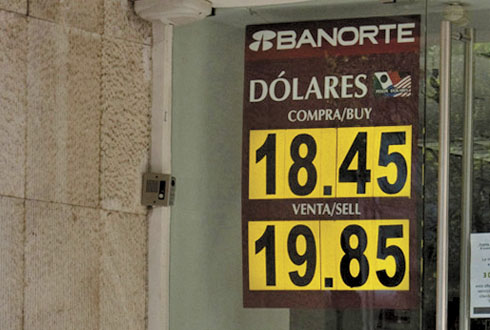 BANORTE
DÓLARES
COMPRA/BUY
18.45
VENTA/SELL
19.85